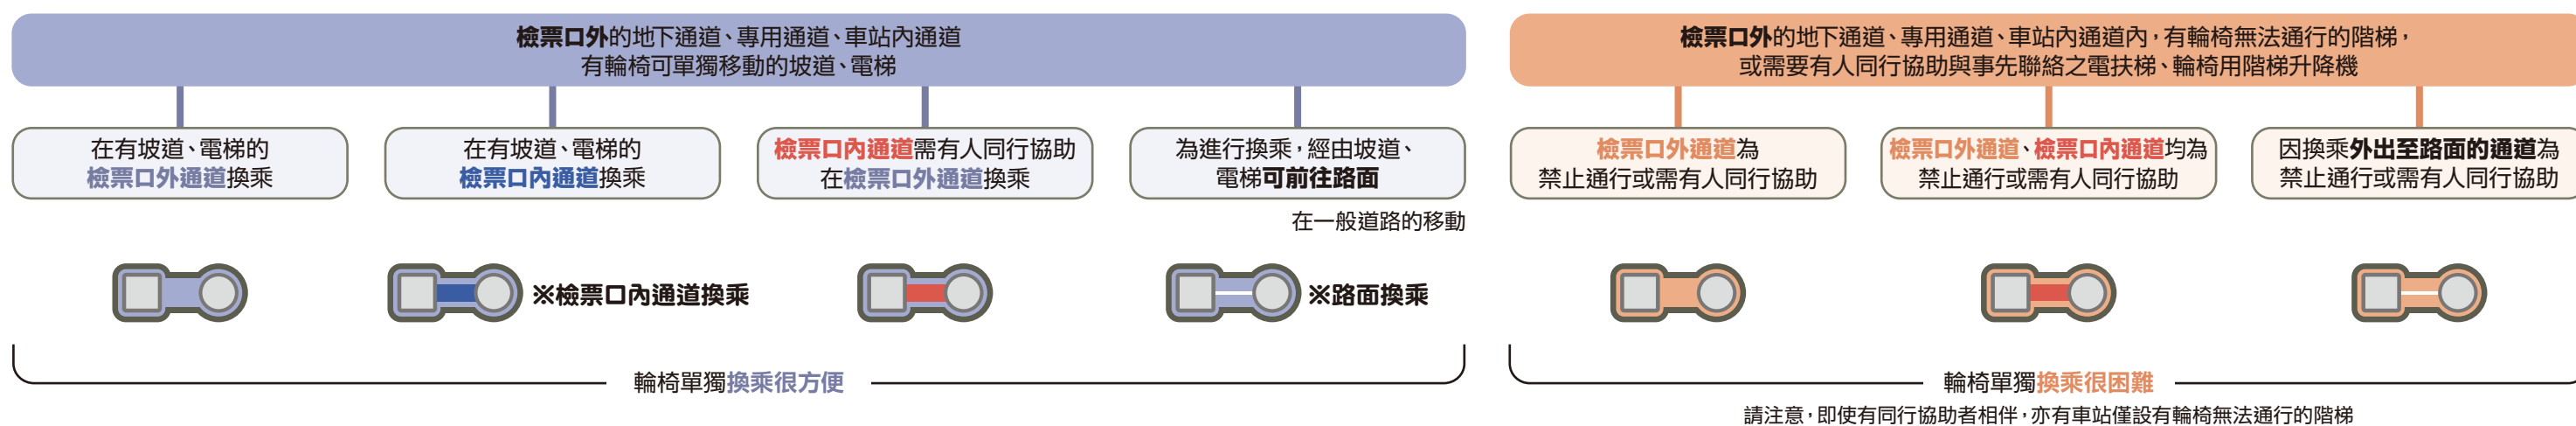 檢票口外的地下通道、專用通道、車站內通道
有輪椅可單獨移動的坡道、電梯
在有坡道、電梯的
檢票口外通道換乘
在有坡道、電梯的
檢票口內通道換乘
檢票口內通道需有人同行協助
在檢票口外通道換乘
為進行換乘，經由坡道、
電梯可前往路面
在一般道路的移動
※檢票口內通道換乘
※路面換乘
輪椅單獨換乘很方便
檢票口外的地下通道、專用通道、車站內通道內，有輪椅無法通行的階梯，
或需要有人同行協助與事先聯絡之電扶梯、輪椅用階梯升降機
檢票口外通道為
禁止通行或需有人同行協助
檢票口外通道、檢票口內通道均為
禁止通行或需有人同行協助
因換乘外出至路面的通道為
禁止通行或需有人同行協助
輪椅單獨換乘很困難
請注意，即使有同行協助者相伴，亦有車站僅設有輪椅無法通行的階梯